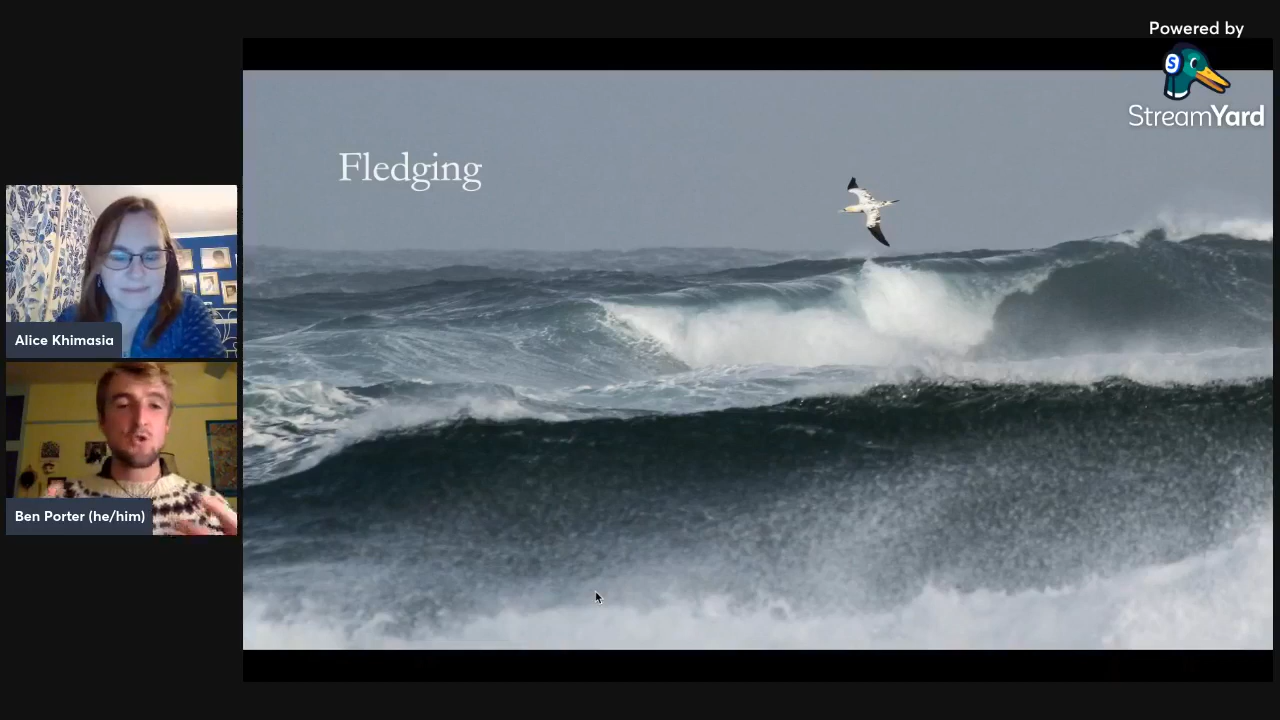 Powered by
S
StreamYard
Fledging
Alice Khimasia
Ben Porter (he/him)